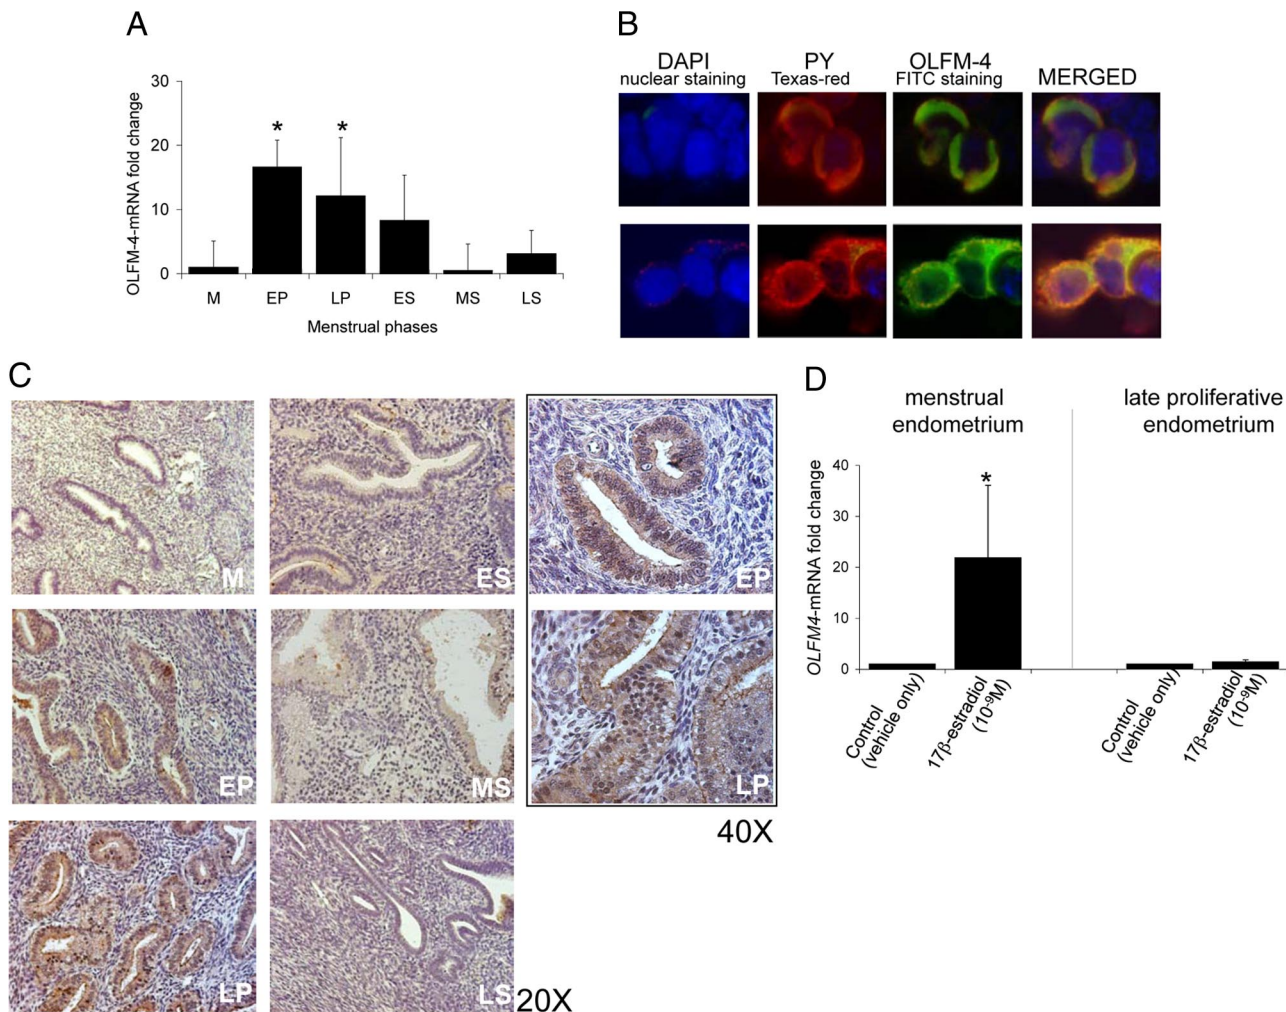 A
OLFM-4-mRNA fold change
30
20
10
0
*
*
M EP LP ES MS LS
Menstrual phases
B
DAPI
nuclear staining
PY
Texas-red
OLFM-4
FITC staining
MERGED
C
M
ES
EP
EP
MS
LP
40X
LP
LS
20X
D
menstrual
endometrium
late proliferative
endometrium
OLFM4-mRNA fold change
40
30
20
10
0
*
Control
(vehicle only)
17β-estradiol
(10⁻⁹M)
Control
(vehicle only)
17β-estradiol
(10⁻⁹M)